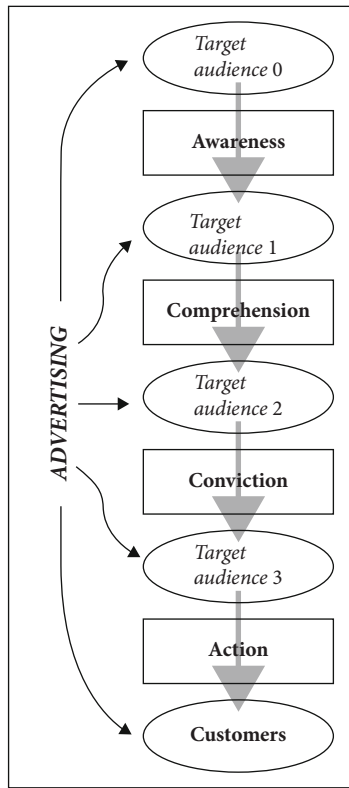 Target
audience 0
Awareness
Target
audience 1
Comprehension
ADVERTISING
Target
audience 2
Conviction
Target
audience 3
Action
Customers